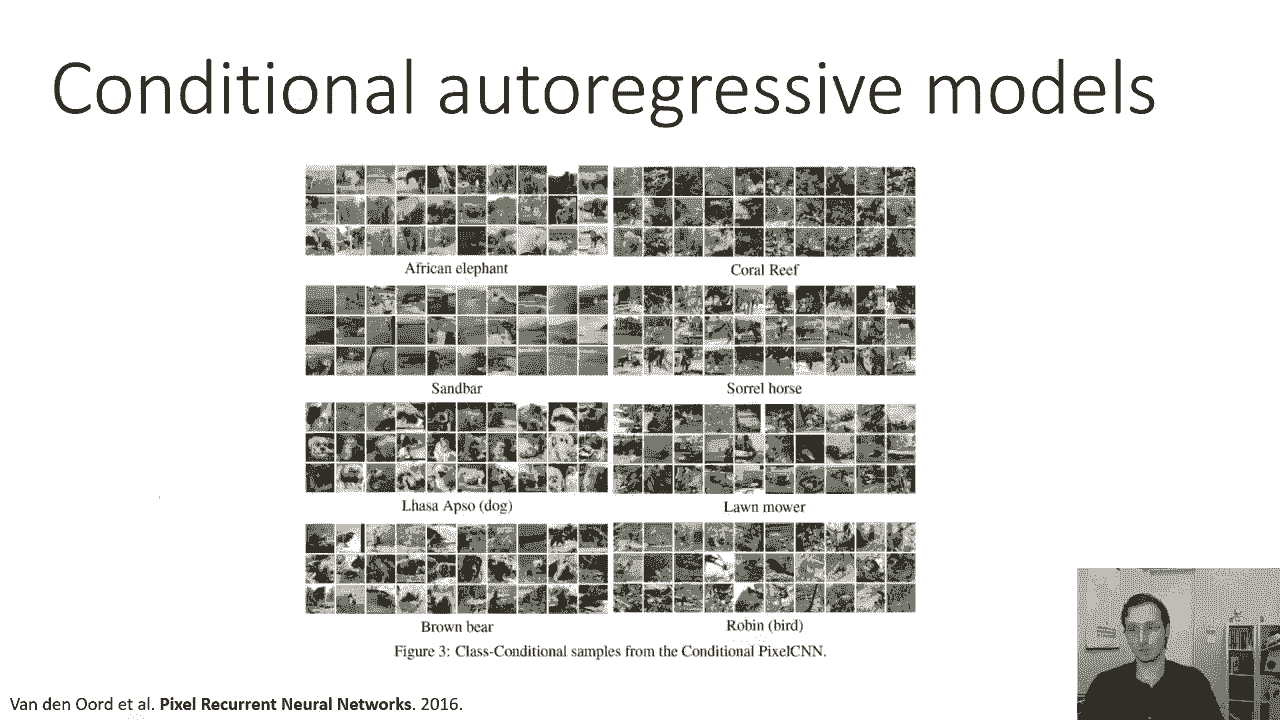 Conditional autoregressive models
African elephant
Coral Reef
Sandbar
Sorrel horse
Lhasa Apso (dog)
Lawn mower
Brown bear
Robin (bird)
Figure 3: Class-Conditional samples from the Conditional PixelCNN.
Van den Oord et al. Pixel Recurrent Neural Networks. 2016.